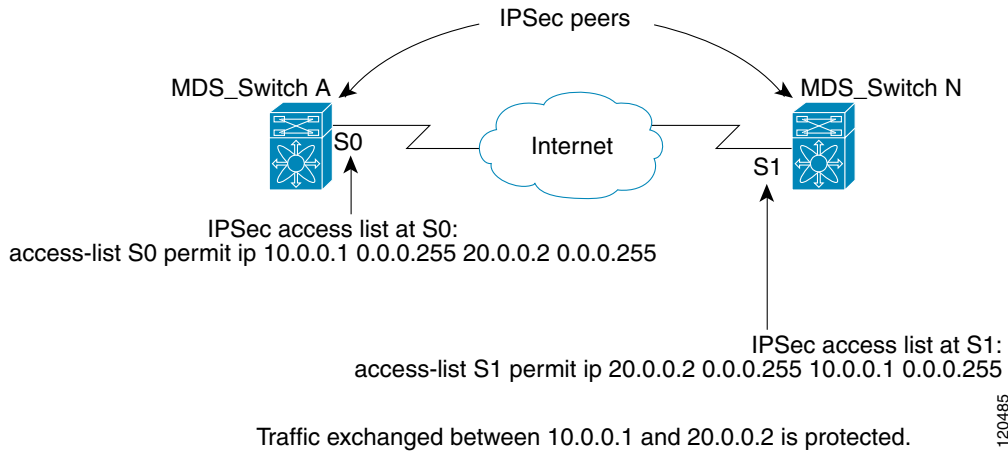 IPSec peers
MDS_Switch A
MDS_Switch N
Internet
S0
S1
IPSec access list at S0:
access-list S0 permit ip 10.0.0.1 0.0.0.255 20.0.0.2 0.0.0.255
IPSec access list at S1:
access-list S1 permit ip 20.0.0.2 0.0.0.255 10.0.0.1 0.0.0.255
Traffic exchanged between 10.0.0.1 and 20.0.0.2 is protected.
120485